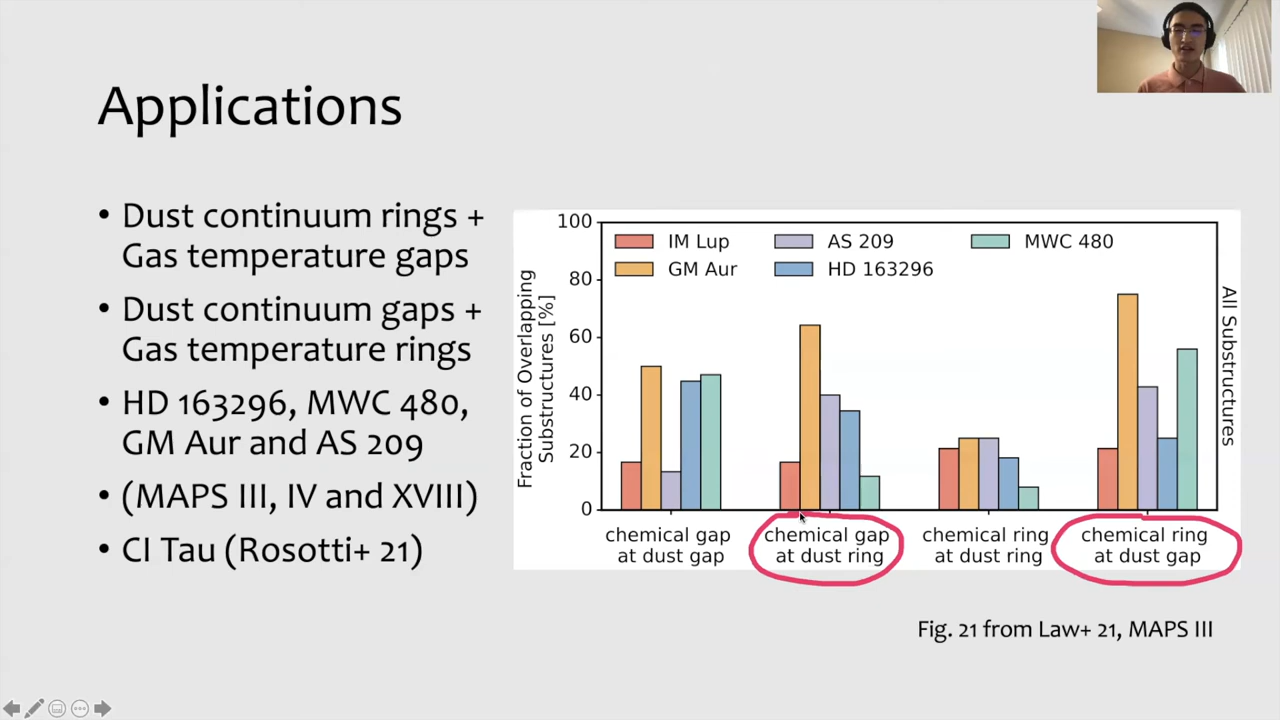 Applications
• Dust continuum rings +
Gas temperature gaps
• Dust continuum gaps +
Gas temperature rings
• HD 163296, MWC 480,
GM Aur and AS 209
• (MAPS III, IV and XVIII)
• CI Tau (Rosotti+ 21)
Fraction of Overlapping
Substructures [%]
100
80
60
40
20
0
IM Lup
GM Aur
AS 209
HD 163296
MWC 480
All Substructures
chemical gap
at dust gap
chemical gap
at dust ring
chemical ring
at dust ring
chemical ring
at dust gap
Fig. 21 from Law+ 21, MAPS III